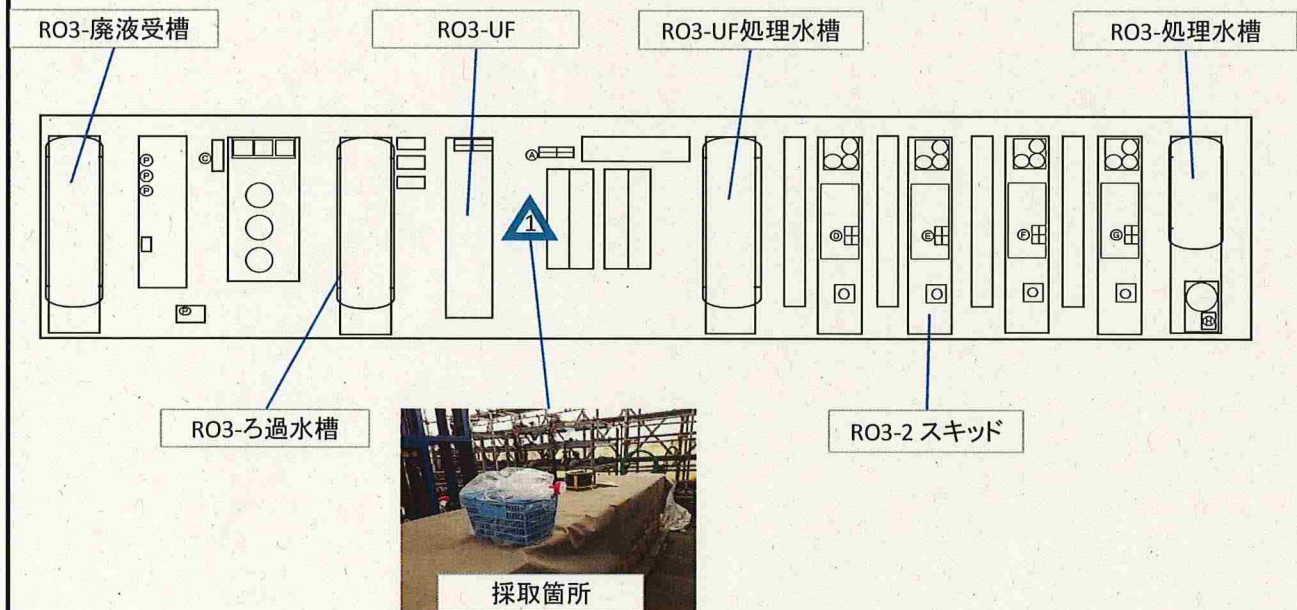 RO3-廃液受槽
RO3-UF
RO3-UF処理水槽
RO3-処理水槽
Ⓟ
Ⓟ
Ⓟ
Ⓒ
Ⓐ
1
Ⓓ
Ⓔ
Ⓕ
Ⓖ
Ⓗ
Ⓟ
RO3-ろ過水槽
RO3-2 スキッド
採取箇所